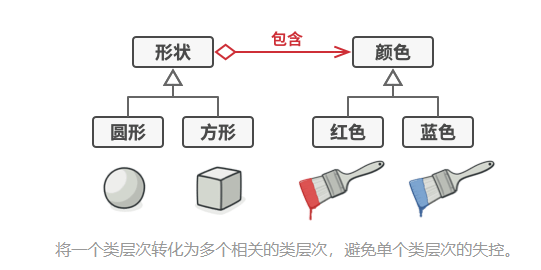 包含
形状
颜色
圆形
方形
红色
蓝色
将一个类层次转化为多个相关的类层次，避免单个类层次的失控。